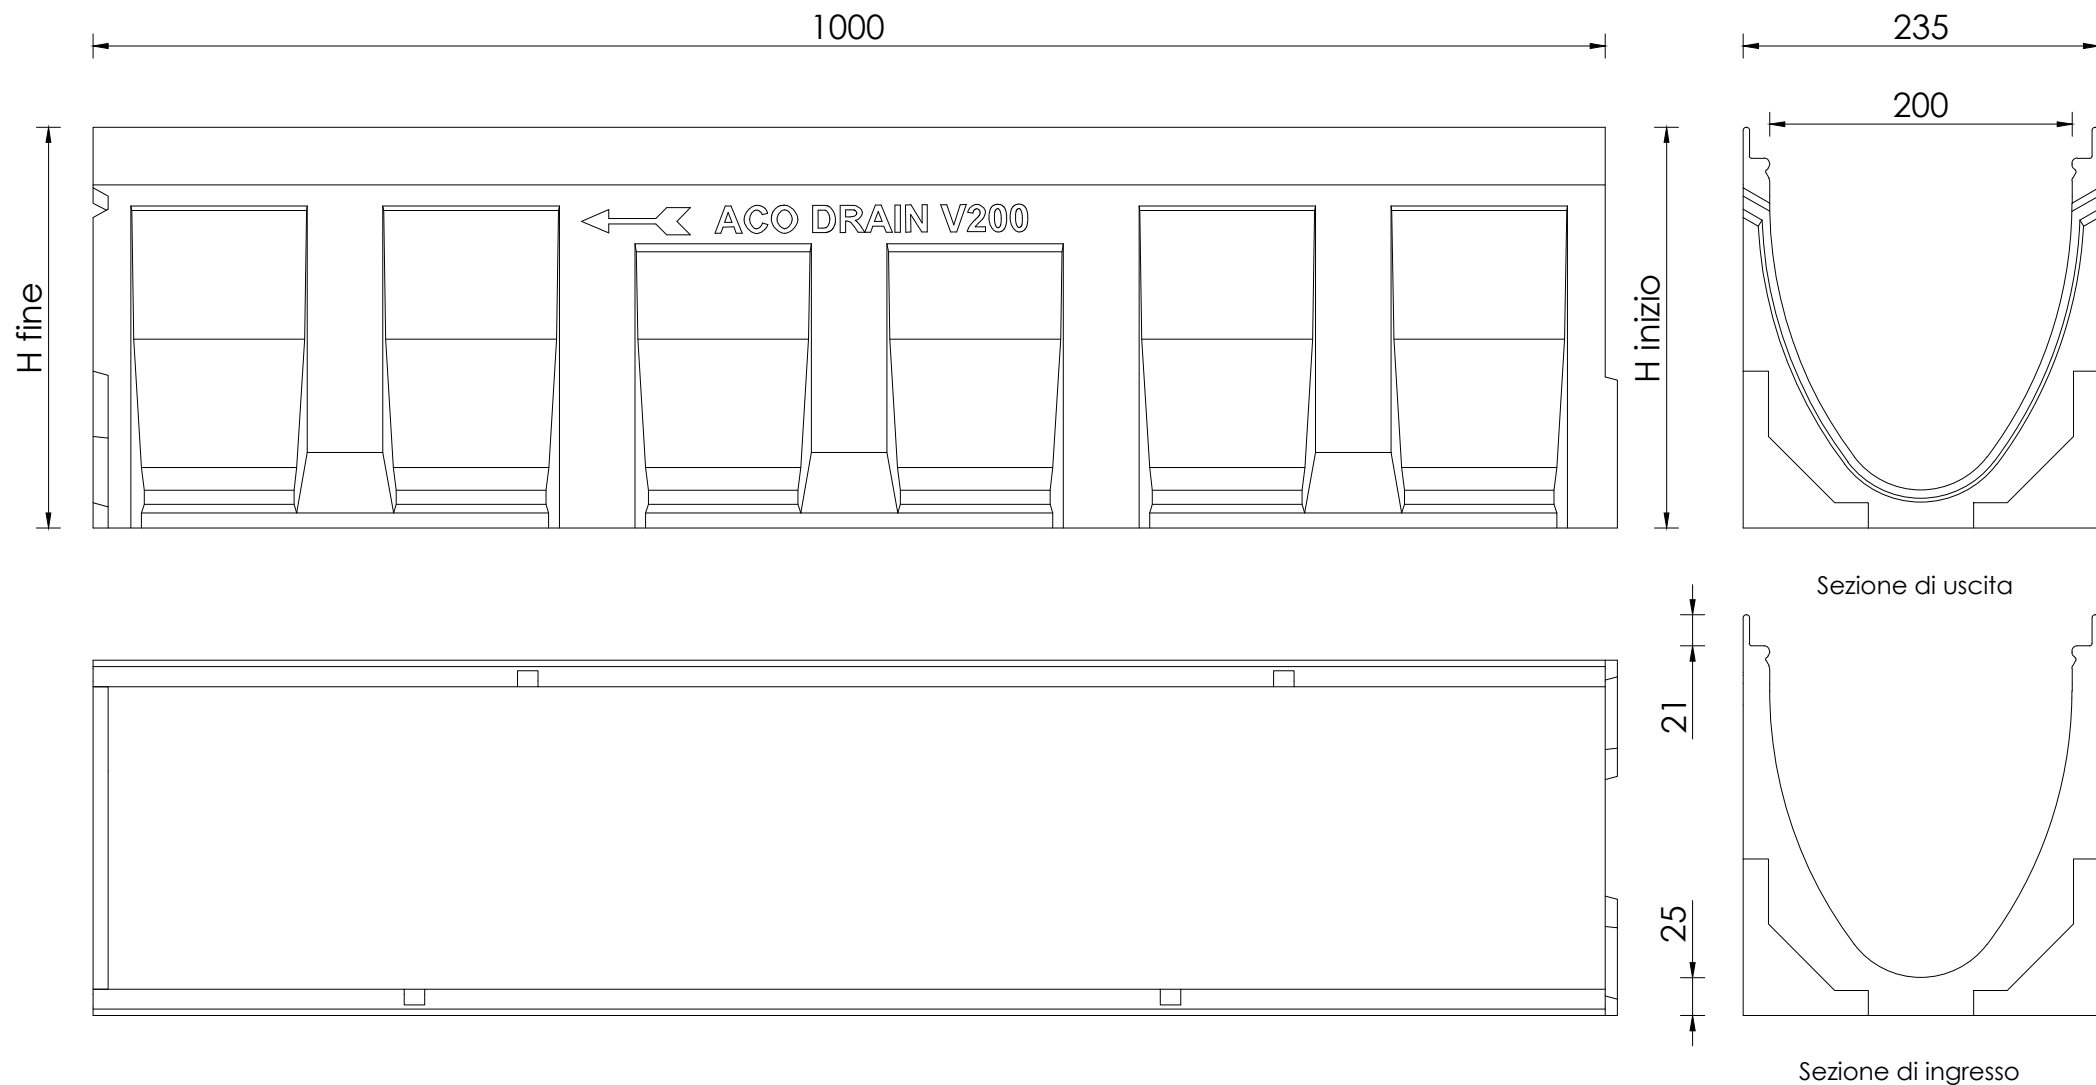 1000
235
200
ACO DRAIN V200
H fine
H inizio
Sezione di uscita
21
25
Sezione di ingresso